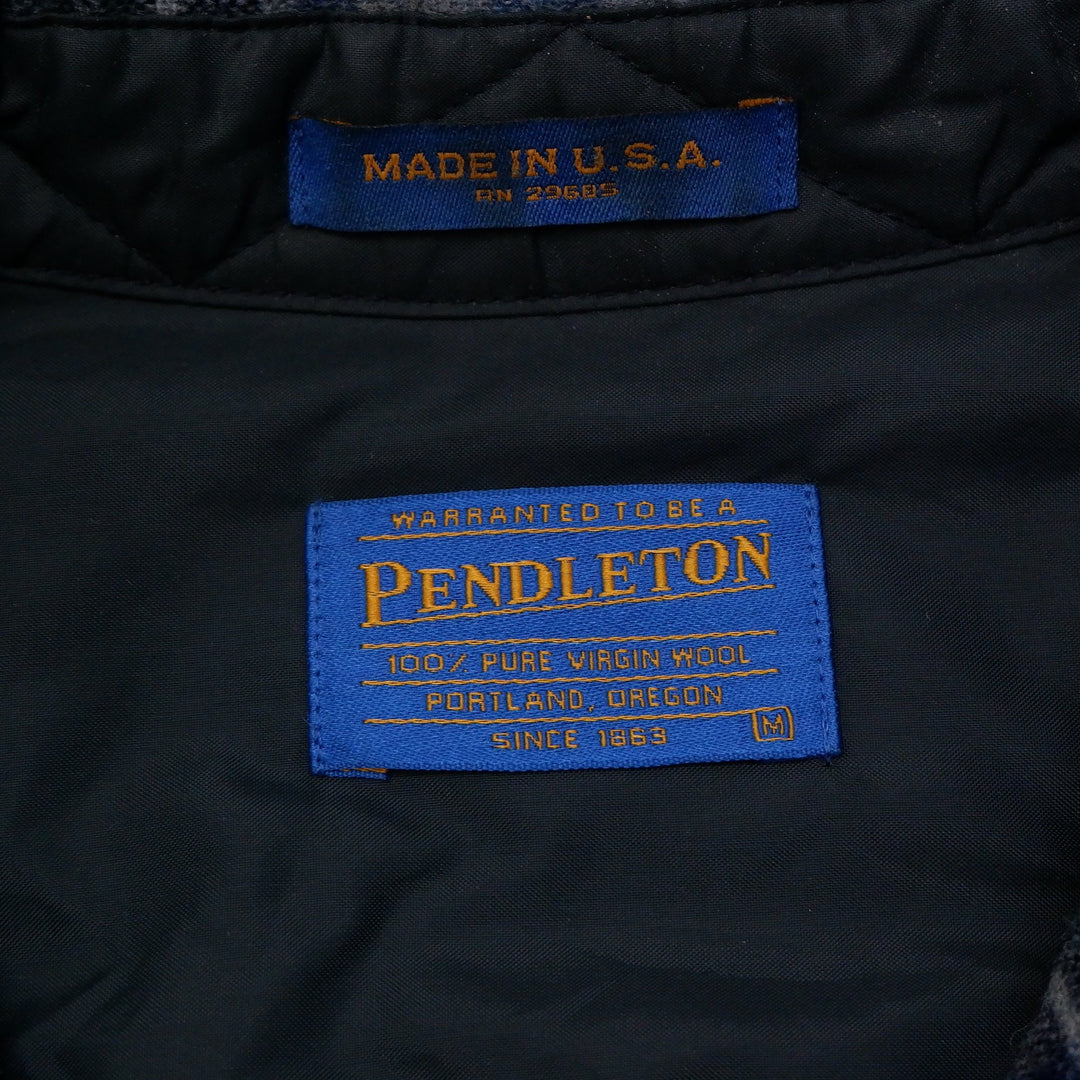 MADE IN U.S.A.
RN 29685
WARRANTED TO BE A
PENDLETON
100% PURE VIRGIN WOOL
PORTLAND, OREGON
SINCE 1863
M